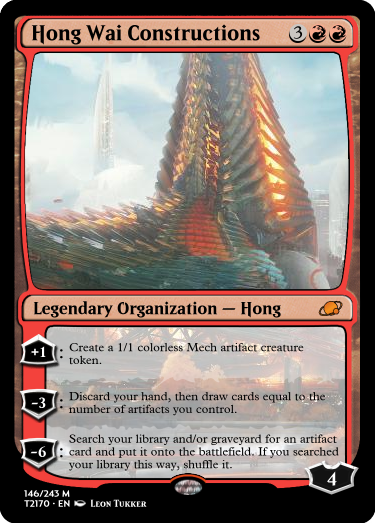 Hong Wai Constructions 3
Legendary Organization — Hong
+1 : Create a 1/1 colorless Mech artifact creature
token.
-3 : Discard your hand, then draw cards equal to the
number of artifacts you control.
-6 : Search your library and/or graveyard for an artifact
card and put it onto the battlefield. If you searched
your library this way, shuffle it.
4
146/243 M
T2170 · EN Leon Tukker